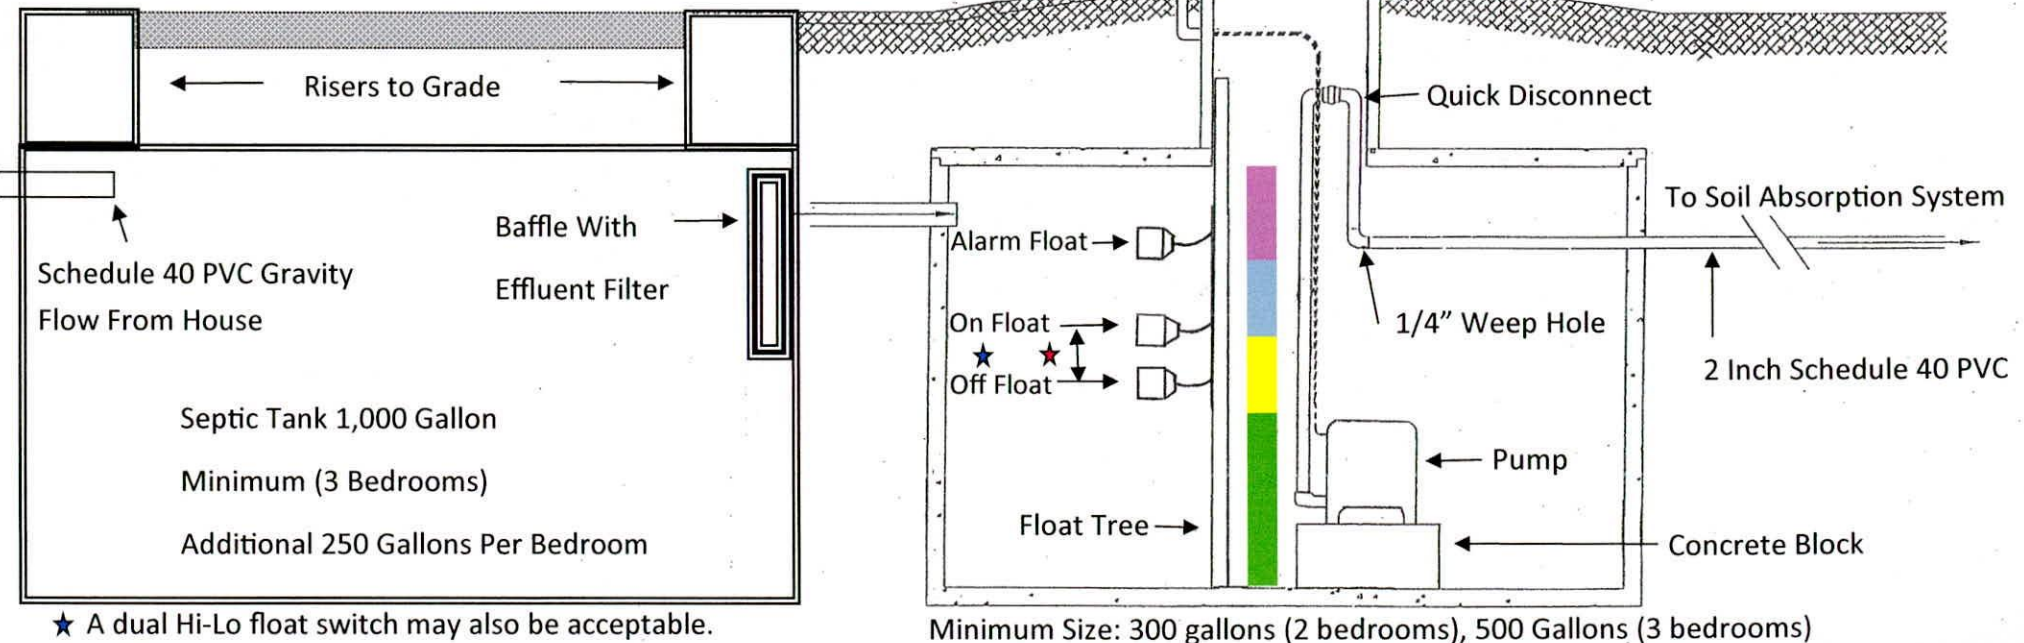 Risers to Grade
Quick Disconnect
To Soil Absorption System
Baffle With
Effluent Filter
Alarm Float
Schedule 40 PVC Gravity
Flow From House
On Float
Off Float
1/4” Weep Hole
2 Inch Schedule 40 PVC
Septic Tank 1,000 Gallon
Minimum (3 Bedrooms)
Additional 250 Gallons Per Bedroom
Pump
Float Tree
Concrete Block
★ A dual Hi-Lo float switch may also be acceptable.
Minimum Size: 300 gallons (2 bedrooms), 500 Gallons (3 bedrooms)